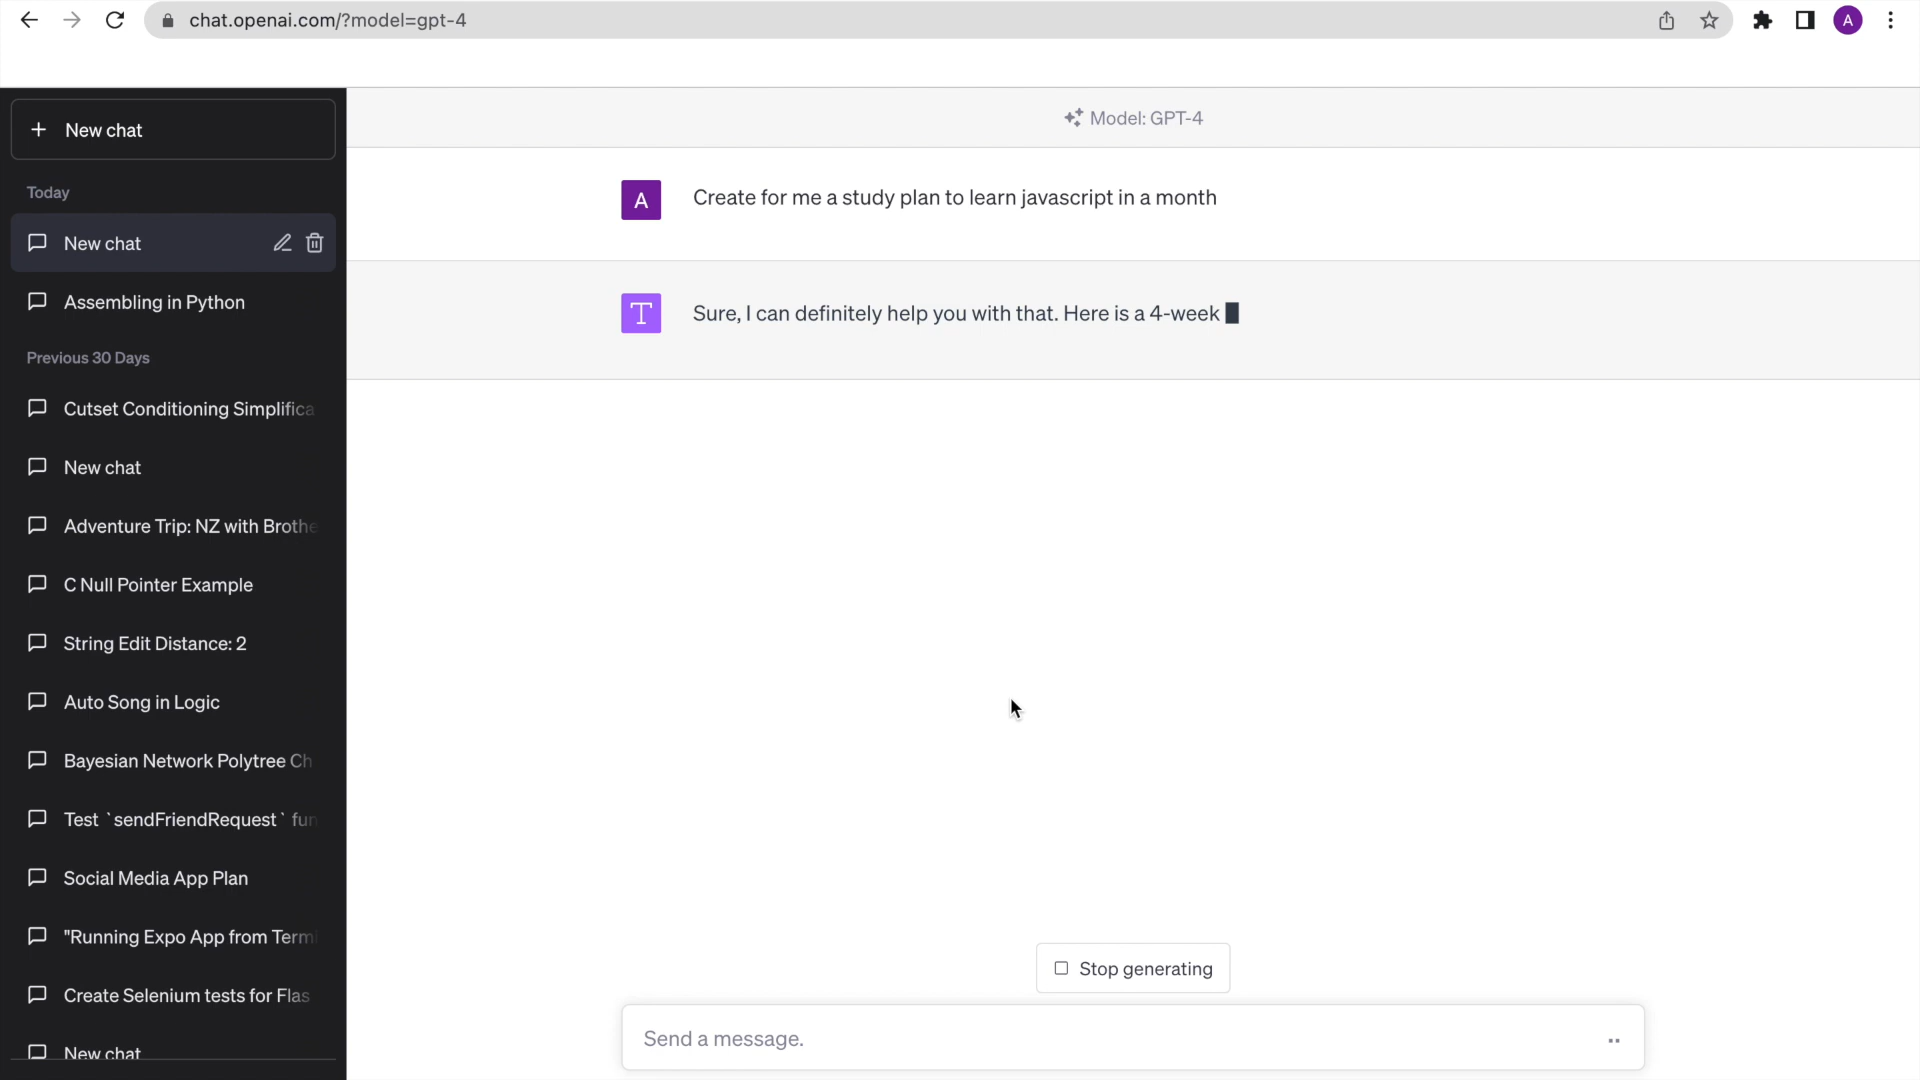 chat.openai.com/?model=gpt-4
A
New chat
Today
New chat
Assembling in Python
Previous 30 Days
Cutset Conditioning Simplifica
New chat
Adventure Trip: NZ with Brothe
C Null Pointer Example
String Edit Distance: 2
Auto Song in Logic
Bayesian Network Polytree Ch
Test `sendFriendRequest` fun
Social Media App Plan
"Running Expo App from Termi
Create Selenium tests for Flas
New chat
Model: GPT-4
A
Create for me a study plan to learn javascript in a month
T
Sure, I can definitely help you with that. Here is a 4-week
Stop generating
Send a message.